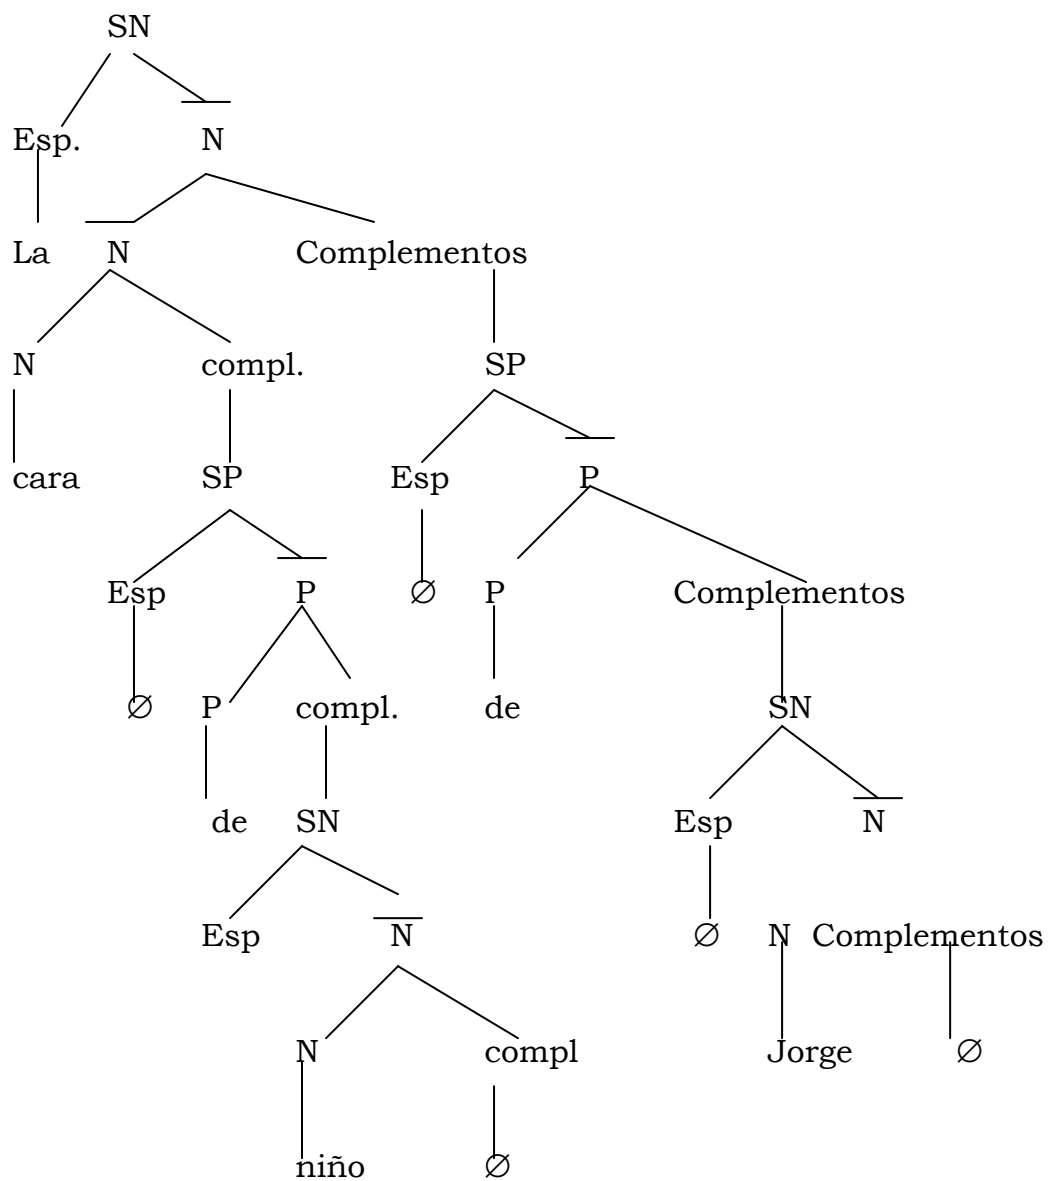 SN
Esp. N
La N Complementos
N compl. SP
cara SP Esp P
Esp P ∅ P Complementos
∅ P compl. de SN
de SN Esp N
Esp N ∅ N Complementos
N compl Jorge ∅
niño ∅